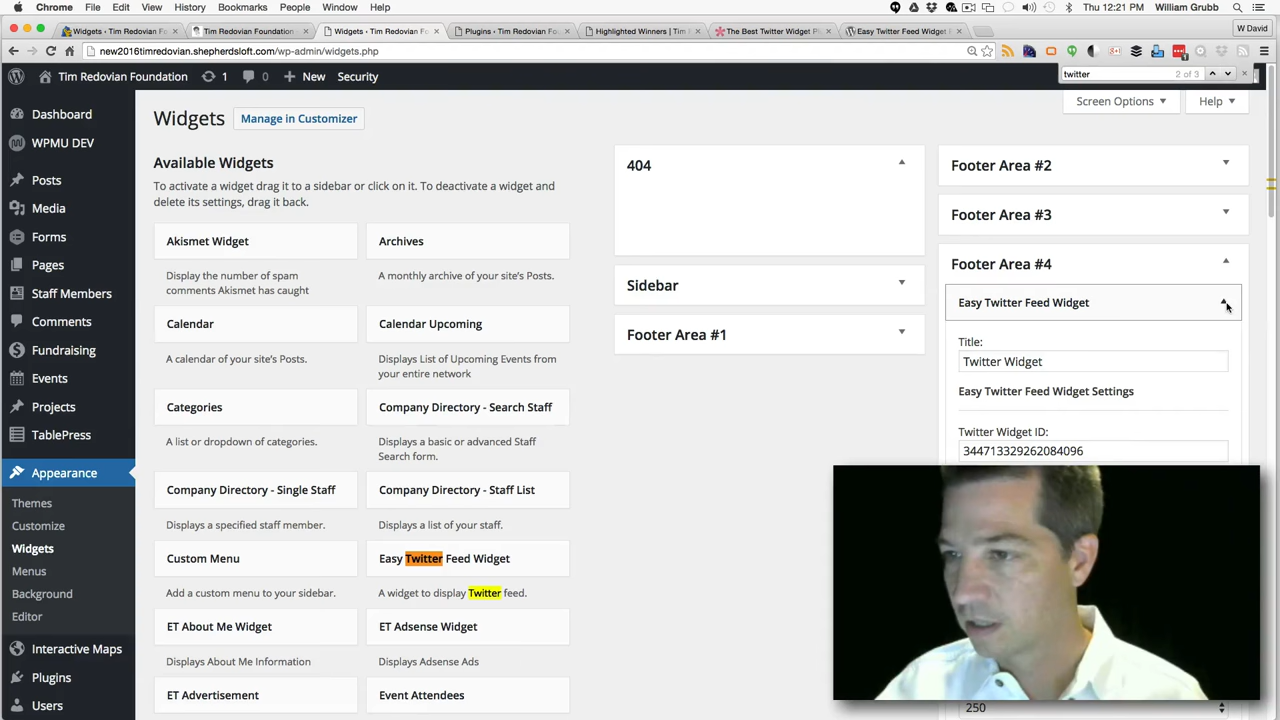 Chrome File Edit View History Bookmarks People Window Help Thu 12:21 PM William Grubb
Widgets ‹ Tim Redovian Fou
Tim Redovian Foundation
Widgets ‹ Tim Redovian Fo
Plugins ‹ Tim Redovian Fou
Highlighted Winners | Tim
The Best Twitter Widget P
Easy Twitter Feed Widget
W David
new2016timredovian.shepherdsloft.com/wp-admin/widgets.php
Tim Redovian Foundation 1 0 New Security
twitter 2 of 3
Screen Options Help
Dashboard
WPMU DEV
Posts
Media
Forms
Pages
Staff Members
Comments
Fundraising
Events
Projects
TablePress
Appearance
Themes
Customize
Widgets
Menus
Background
Editor
Interactive Maps
Plugins
Users
Widgets Manage in Customizer
Available Widgets
To activate a widget drag it to a sidebar or click on it. To deactivate a widget and
delete its settings, drag it back.
Akismet Widget
Display the number of spam
comments Akismet has caught
Archives
A monthly archive of your site's Posts.
Calendar
A calendar of your site's Posts.
Calendar Upcoming
Displays List of Upcoming Events from
your entire network
Categories
A list or dropdown of categories.
Company Directory - Search Staff
Displays a basic or advanced Staff
Search form.
Company Directory - Single Staff
Displays a specified staff member.
Company Directory - Staff List
Displays a list of your staff.
Custom Menu
Add a custom menu to your sidebar.
Easy Twitter Feed Widget
A widget to display Twitter feed.
ET About Me Widget
Displays About Me Information
ET Adsense Widget
Displays Adsense Ads
ET Advertisement
Event Attendees
404
Sidebar
Footer Area #1
Footer Area #2
Footer Area #3
Footer Area #4
Easy Twitter Feed Widget
Title:
Twitter Widget
Easy Twitter Feed Widget Settings
Twitter Widget ID:
344713329262084096
250